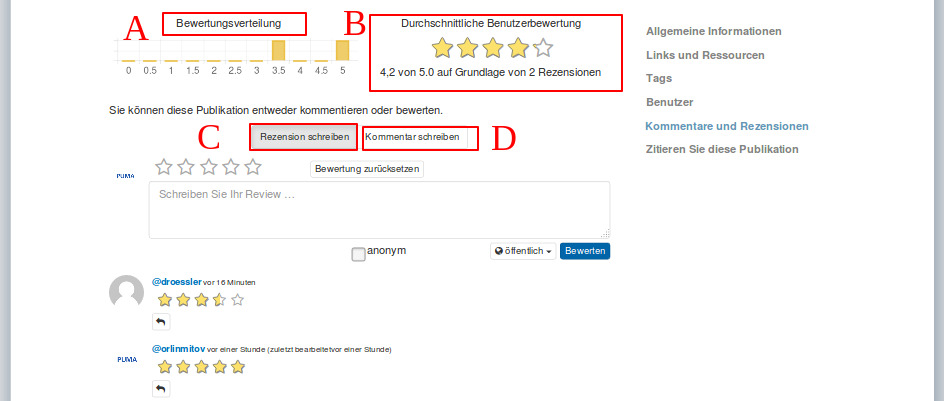 A
Bewertungsverteilung
0 0.5 1 1.5 2 2.5 3 3.5 4 4.5 5
B
Durchschnittliche Benutzerbewertung
4,2 von 5.0 auf Grundlage von 2 Rezensionen
Allgemeine Informationen
Links und Ressourcen
Tags
Benutzer
Kommentare und Rezensionen
Zitieren Sie diese Publikation
Sie können diese Publikation entweder kommentieren oder bewerten.
C
Rezension schreiben
Kommentar schreiben
D
PUMA
Bewertung zurücksetzen
Schreiben Sie Ihr Review …
anonym
öffentlich
Bewerten
@droessler vor 16 Minuten
PUMA
@orlinmitov vor einer Stunde (zuletzt bearbeitetvor einer Stunde)